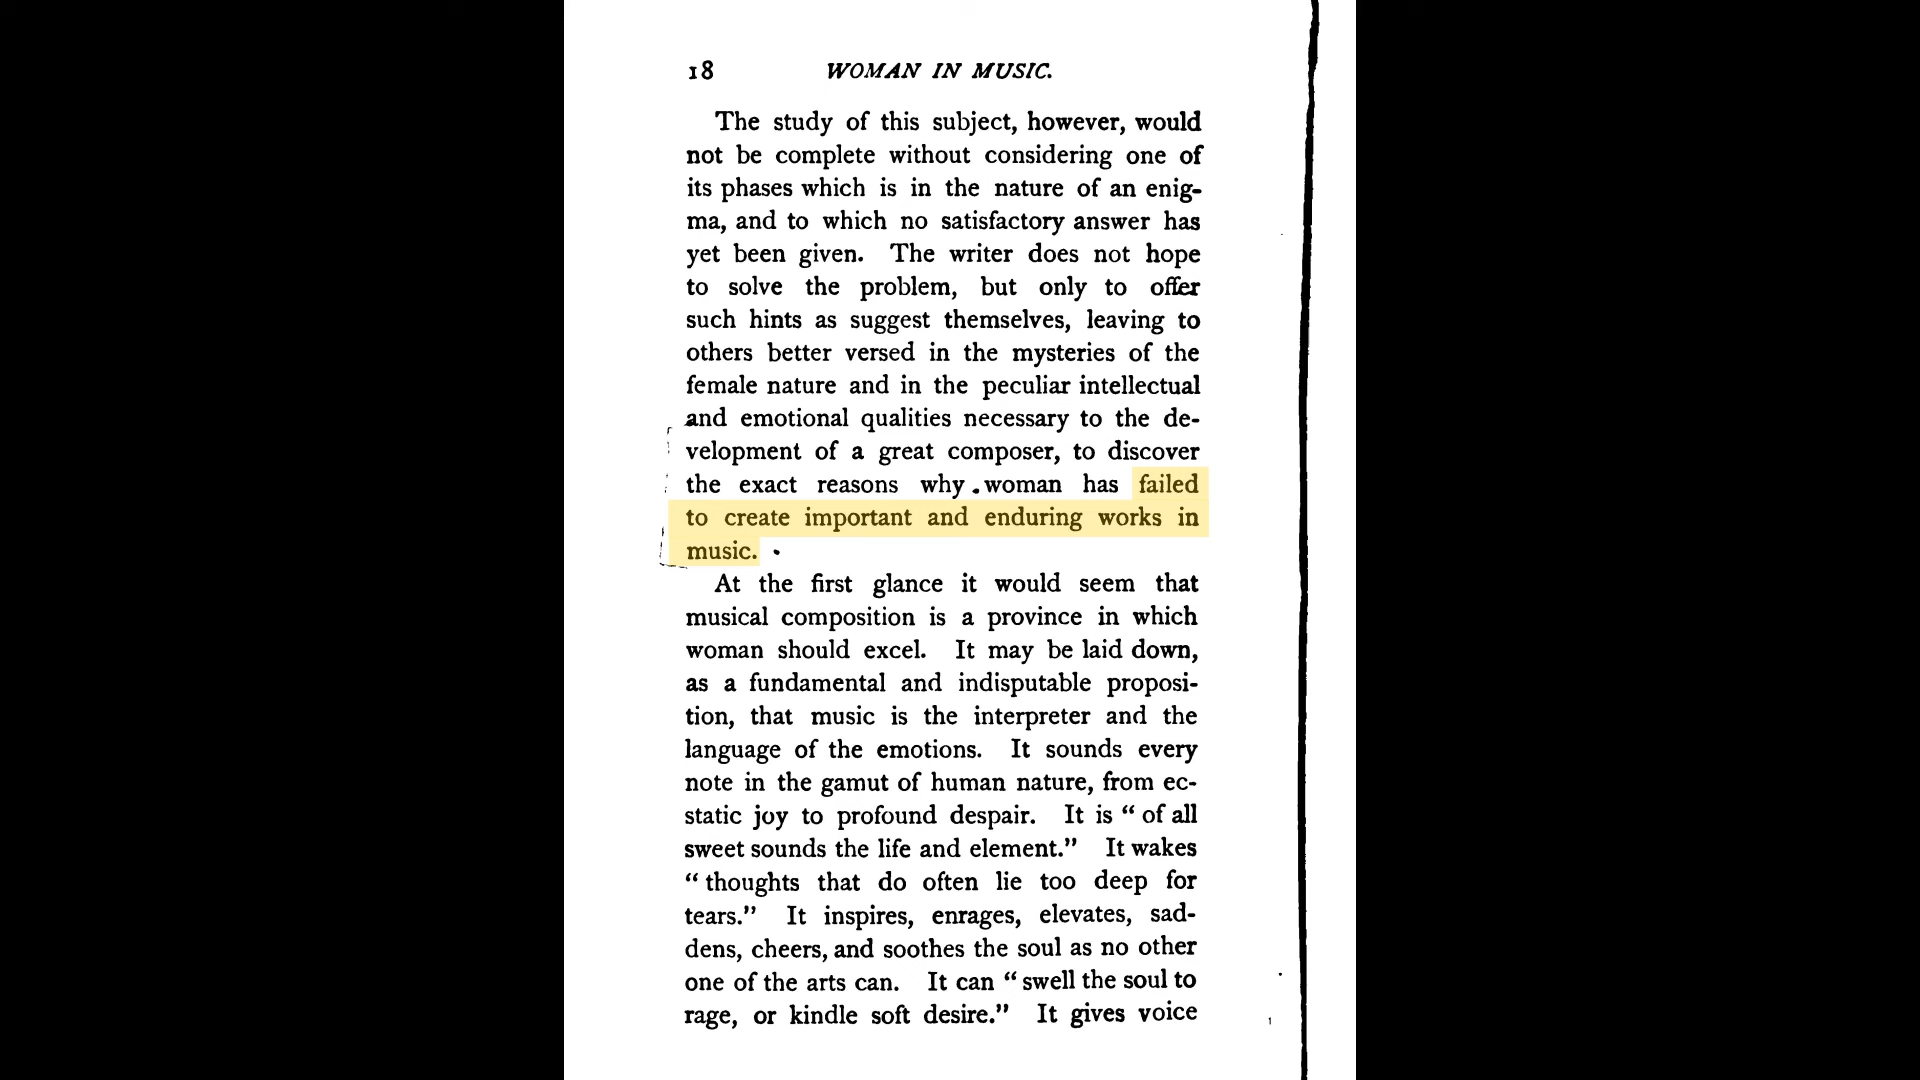 18 WOMAN IN MUSIC.
The study of this subject, however, would
not be complete without considering one of
its phases which is in the nature of an enig-
ma, and to which no satisfactory answer has
yet been given. The writer does not hope
to solve the problem, but only to offer
such hints as suggest themselves, leaving to
others better versed in the mysteries of the
female nature and in the peculiar intellectual
and emotional qualities necessary to the de-
velopment of a great composer, to discover
the exact reasons why woman has failed
to create important and enduring works in
music.
At the first glance it would seem that
musical composition is a province in which
woman should excel. It may be laid down,
as a fundamental and indisputable proposi-
tion, that music is the interpreter and the
language of the emotions. It sounds every
note in the gamut of human nature, from ec-
static joy to profound despair. It is “ of all
sweet sounds the life and element.” It wakes
“ thoughts that do often lie too deep for
tears.” It inspires, enrages, elevates, sad-
dens, cheers, and soothes the soul as no other
one of the arts can. It can “ swell the soul to
rage, or kindle soft desire.” It gives voice